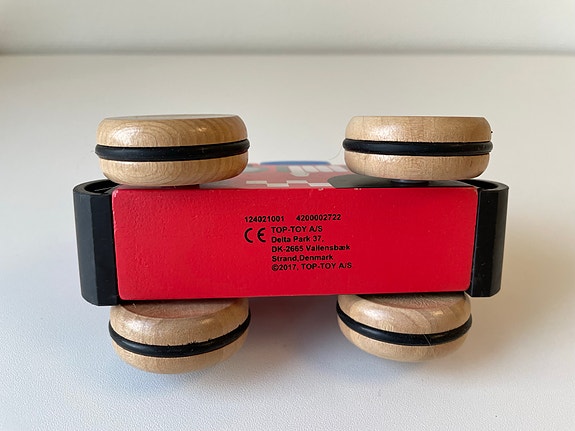 124021001 4200002722
CE TOP-TOY A/S
Delta Park 37,
DK-2665 Vallensbæk
Strand,Denmark
©2017, TOP-TOY A/S